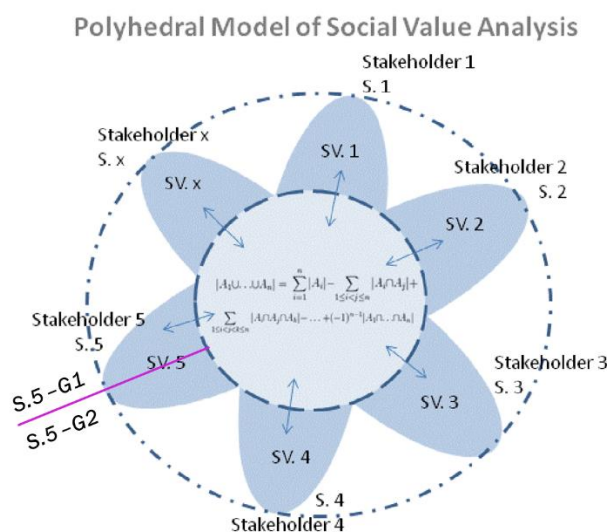 Polyhedral Model of Social Value Analysis
Stakeholder 1
S. 1
Stakeholder x
S. x
SV. 1
Stakeholder 2
S. 2
SV. x
SV. 2
|A₁∪…∪Aₙ| = ∑ⁿᵢ₌₁ |Aᵢ| − ∑₁≤ᵢ<ⱼ≤ₙ |Aᵢ∩Aⱼ| +
∑₁≤ᵢ<ⱼ<ₖ≤ₙ |Aᵢ∩Aⱼ∩Aₖ| − … + (−1)ⁿ⁻¹ |A₁∩…∩Aₙ|
Stakeholder 5
S. 5
SV. 5
S.5-G1
S.5-G2
Stakeholder 3
S. 3
SV. 3
SV. 4
S. 4
Stakeholder 4